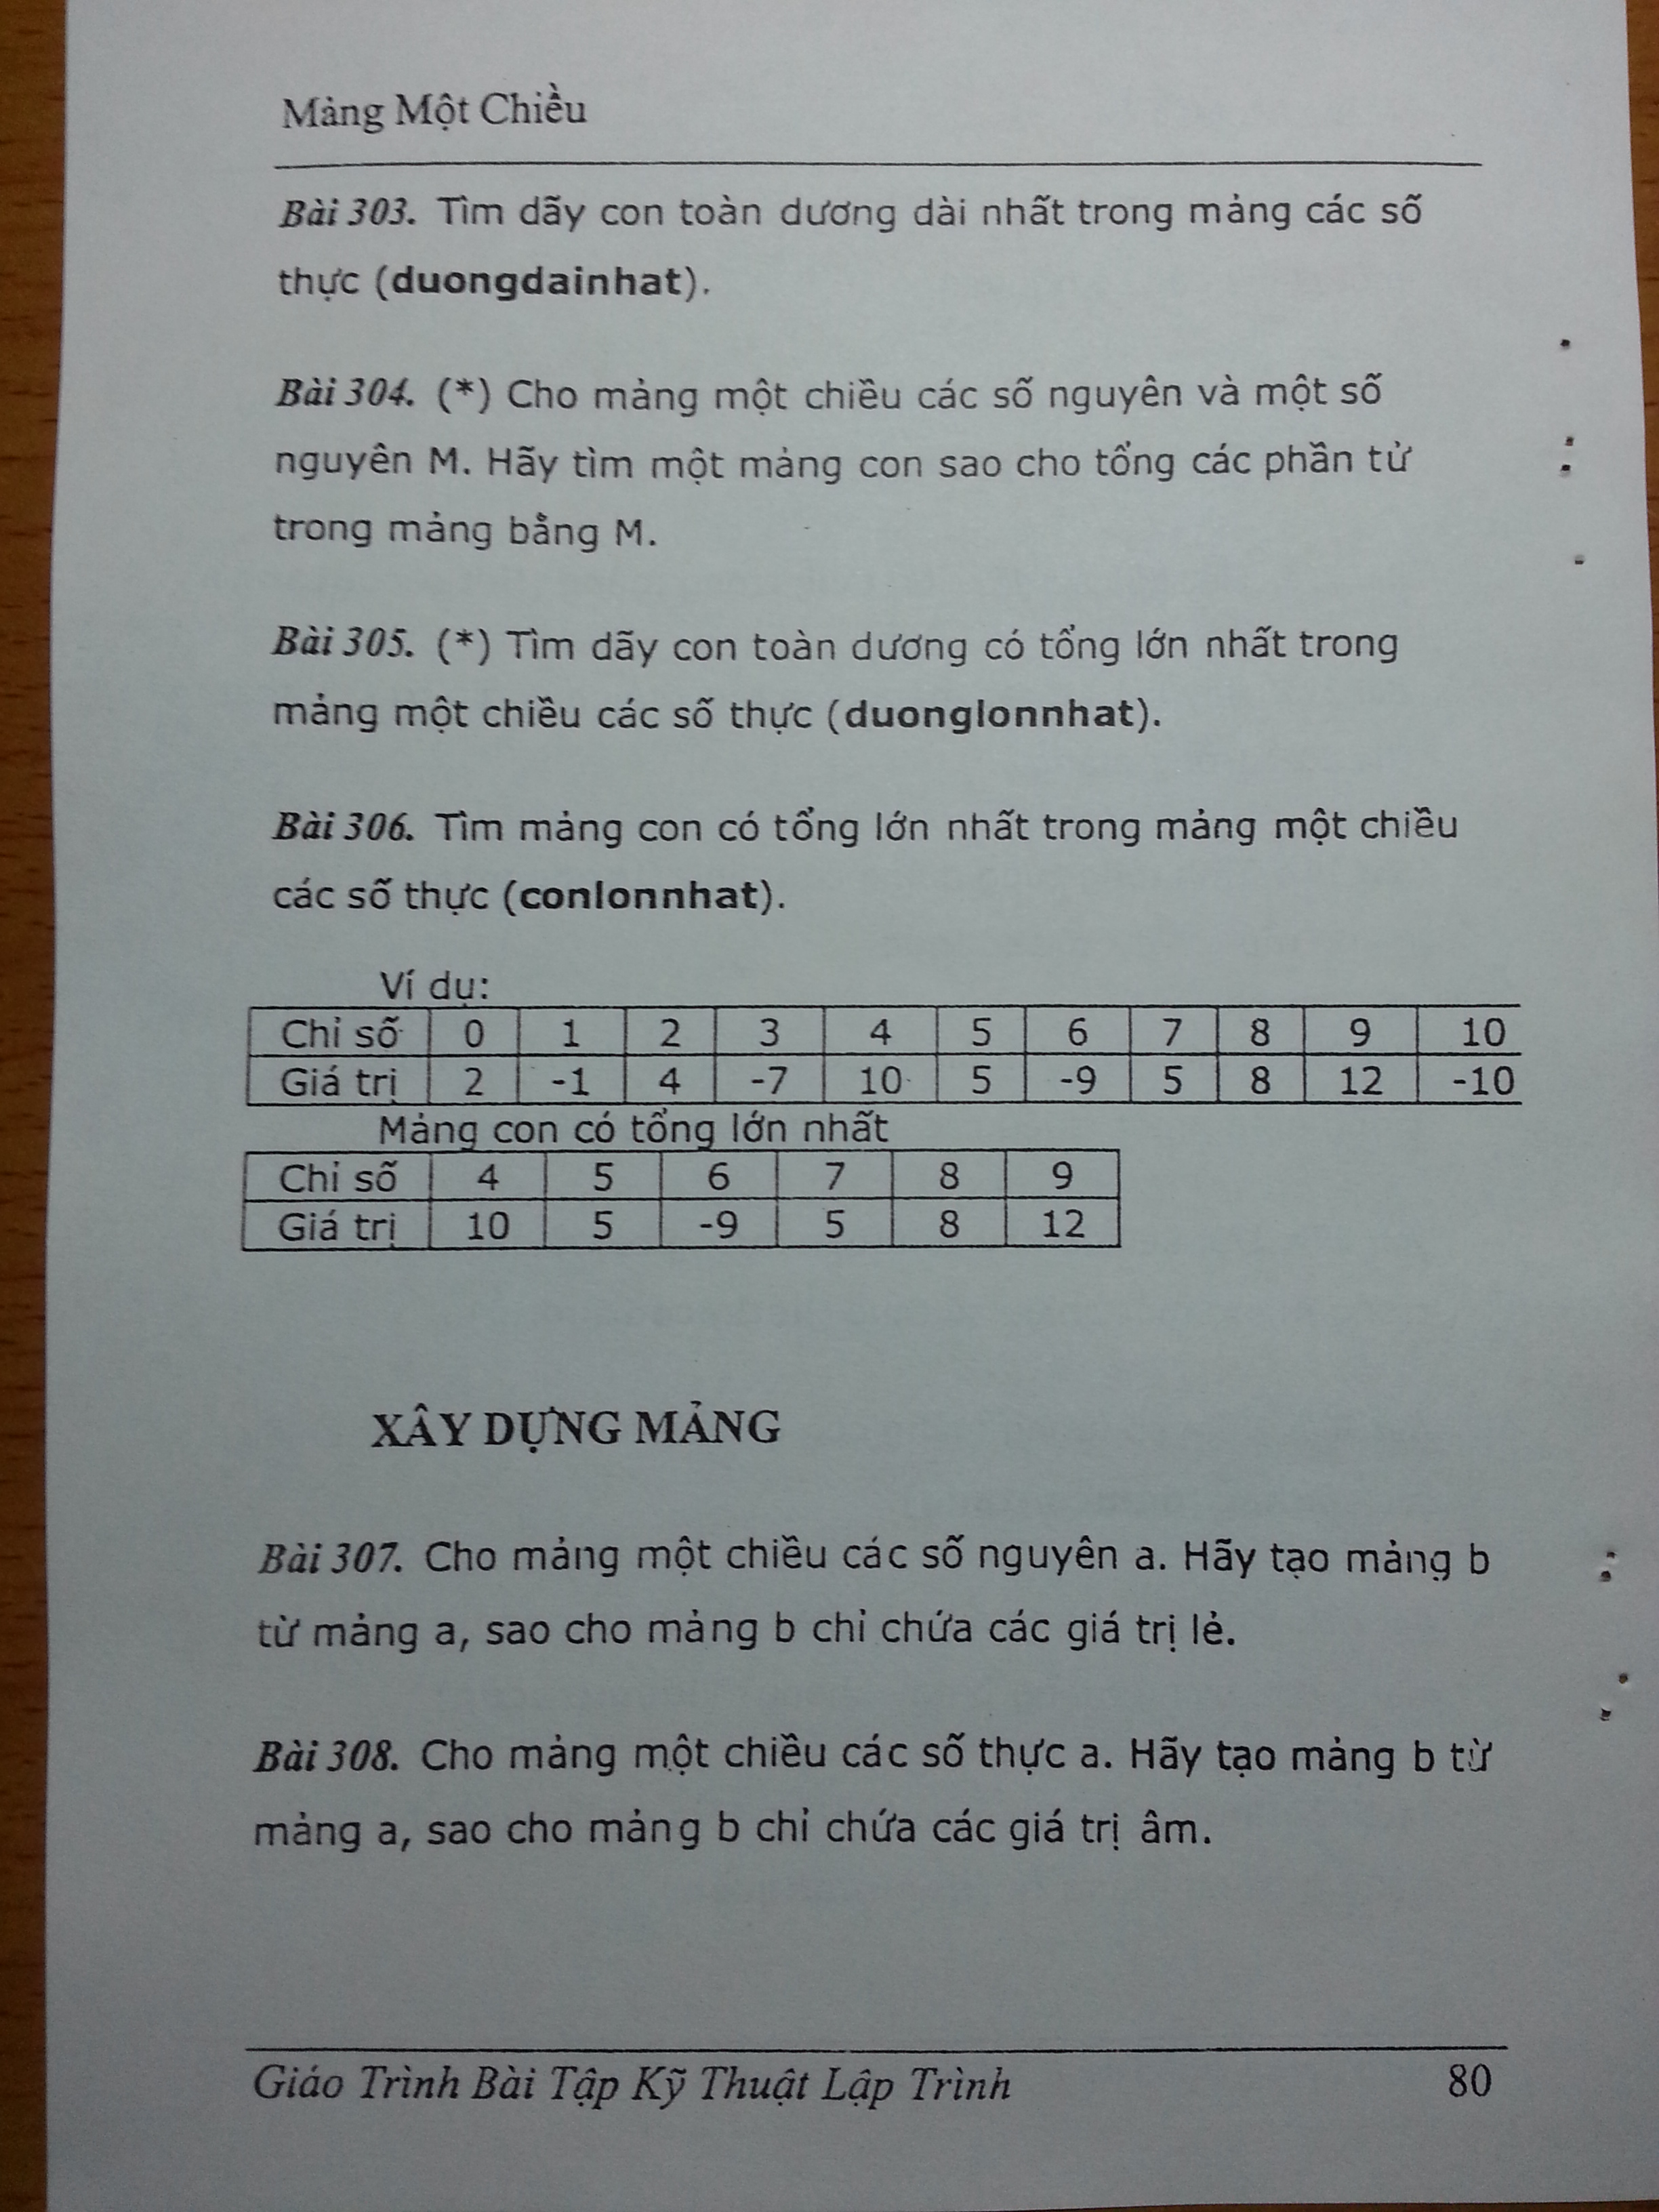 Mảng Một Chiều
Bài 303. Tìm dãy con toàn dương dài nhất trong mảng các số
thực (duongdainhat).
Bài 304. (*) Cho mảng một chiều các số nguyên và một số
nguyên M. Hãy tìm một mảng con sao cho tổng các phần tử
trong mảng bằng M.
Bài 305. (*) Tìm dãy con toàn dương có tổng lớn nhất trong
mảng một chiều các số thực (duonglonnhat).
Bài 306. Tìm mảng con có tổng lớn nhất trong mảng một chiều
các số thực (conlonnhat).
Ví dụ:
Chỉ số 0 1 2 3 4 5 6 7 8 9 10
Giá trị 2 -1 4 -7 10 5 -9 5 8 12 -10
Mảng con có tổng lớn nhất
Chỉ số 4 5 6 7 8 9
Giá trị 10 5 -9 5 8 12
XÂY DỰNG MẢNG
Bài 307. Cho mảng một chiều các số nguyên a. Hãy tạo mảng b
từ mảng a, sao cho mảng b chỉ chứa các giá trị lẻ.
Bài 308. Cho mảng một chiều các số thực a. Hãy tạo mảng b từ
mảng a, sao cho mảng b chỉ chứa các giá trị âm.
Giáo Trình Bài Tập Kỹ Thuật Lập Trình 80